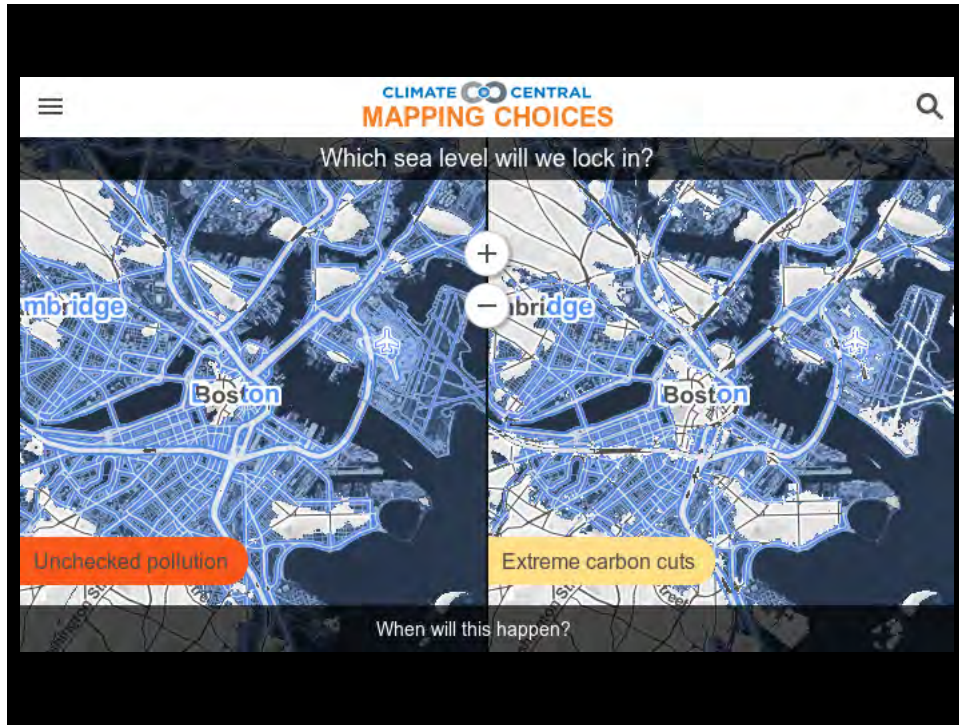 CLIMATE CENTRAL
MAPPING CHOICES
Which sea level will we lock in?
mbridge
Boston
Unchecked pollution
bridge
Boston
Extreme carbon cuts
When will this happen?